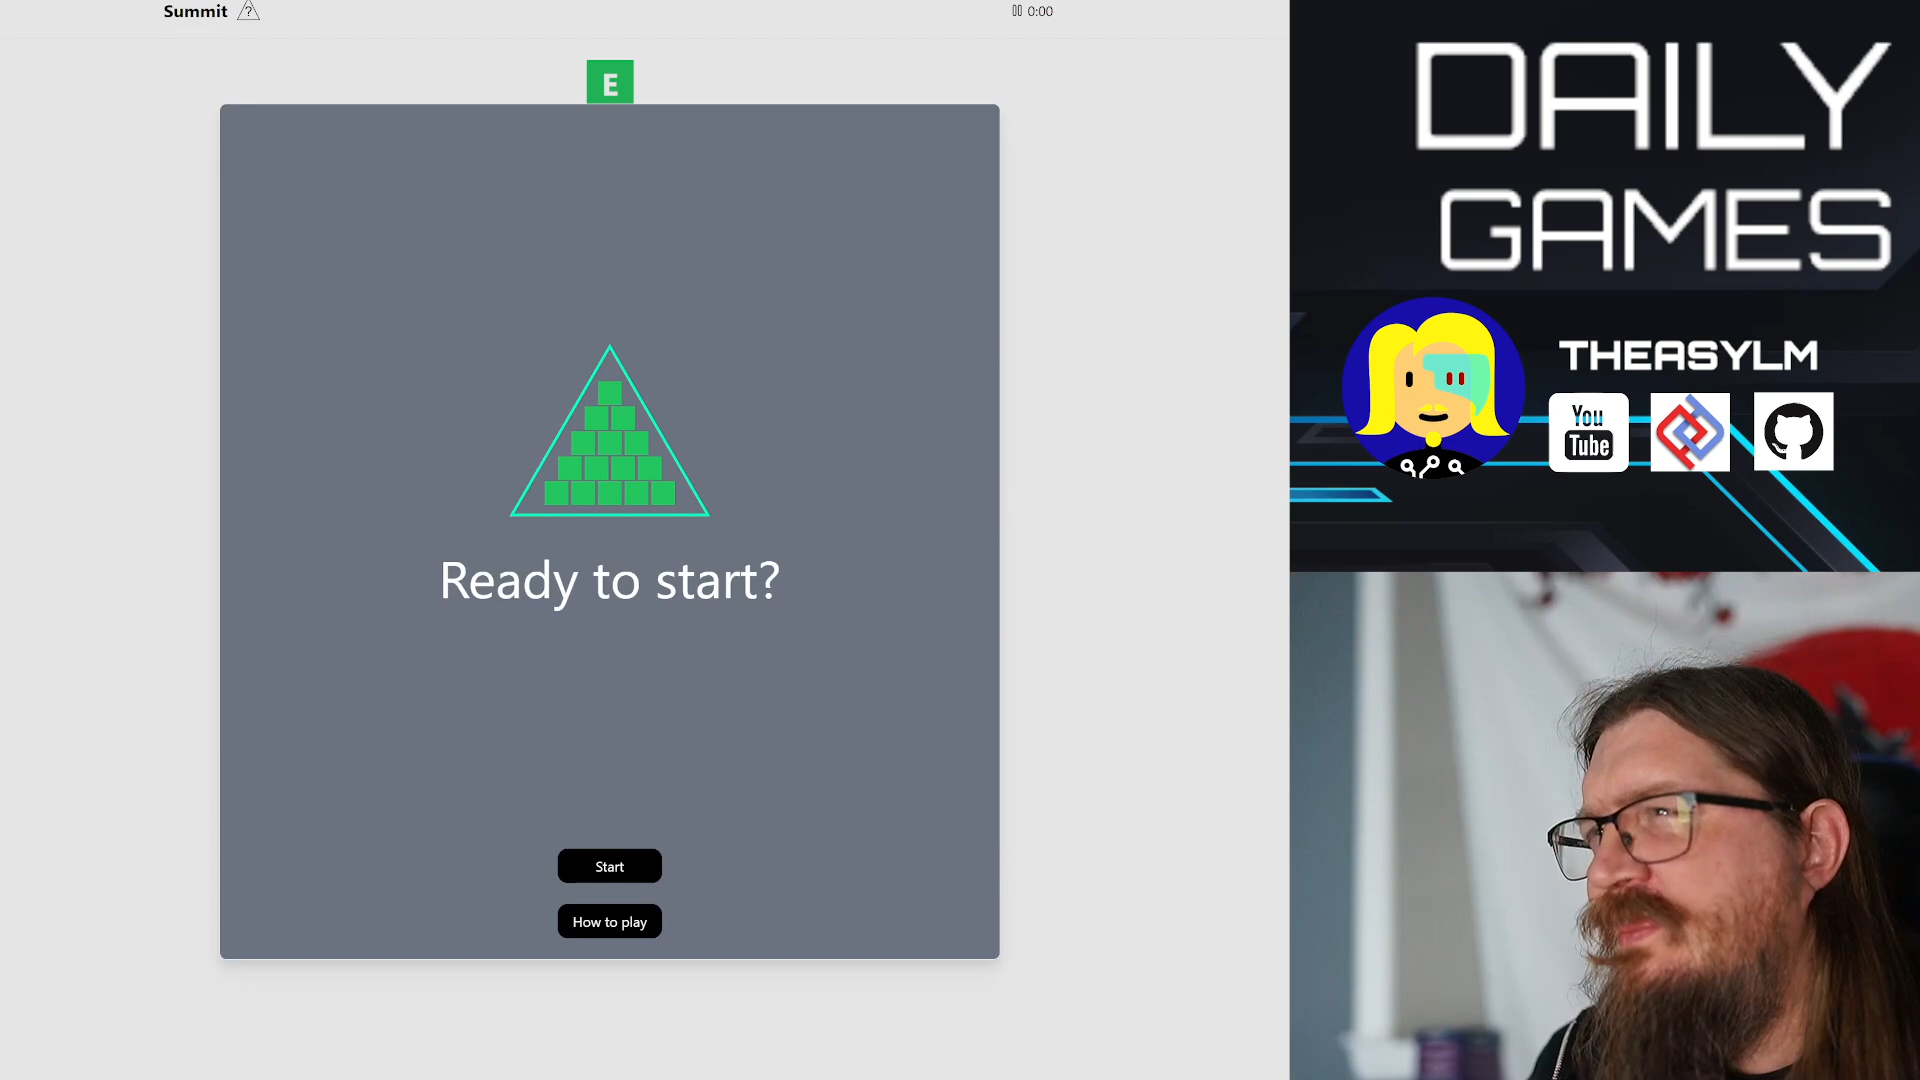 Summit ?
0:00
E
Ready to start?
Start
How to play
DAILY
GAMES
THEASYLM
You
Tube